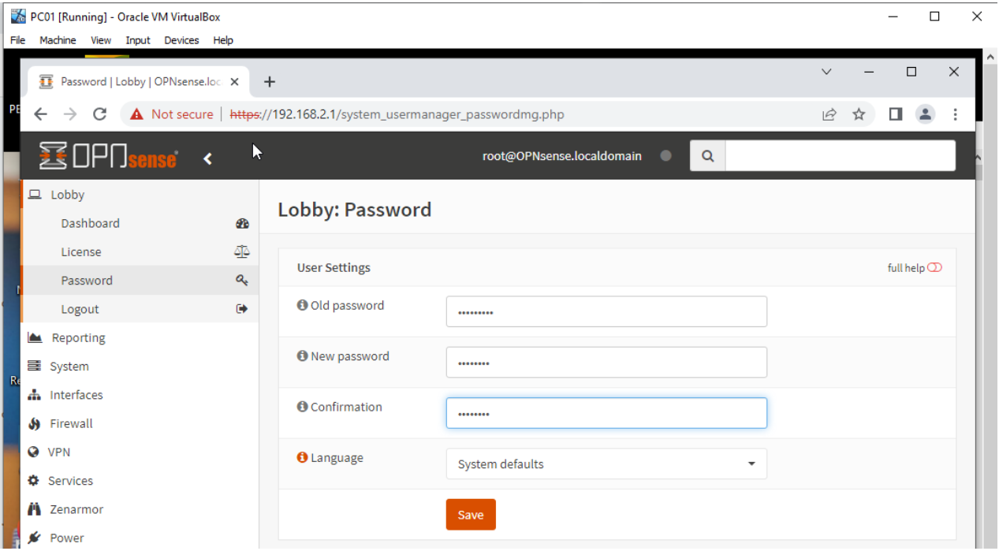 PC01 [Running] - Oracle VM VirtualBox
File Machine View Input Devices Help
Password | Lobby | OPNsense.loc
Not secure | https://192.168.2.1/system_usermanager_passwordmg.php
OPNsense®
root@OPNsense.localdomain
Lobby
Dashboard
License
Password
Logout
Reporting
System
Interfaces
Firewall
VPN
Services
Zenarmor
Power
Lobby: Password
User Settings
full help
Old password
•••••••••
New password
••••••••
Confirmation
••••••••
Language
System defaults
Save